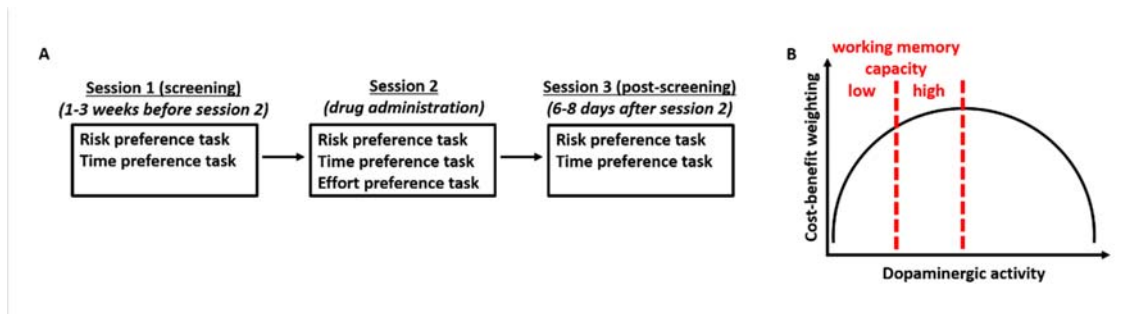 A
Session 1 (screening)
(1-3 weeks before session 2)
Risk preference task
Time preference task
Session 2
(drug administration)
Risk preference task
Time preference task
Effort preference task
Session 3 (post-screening)
(6-8 days after session 2)
Risk preference task
Time preference task
B
working memory
capacity
low high
Cost-benefit weighting
Dopaminergic activity